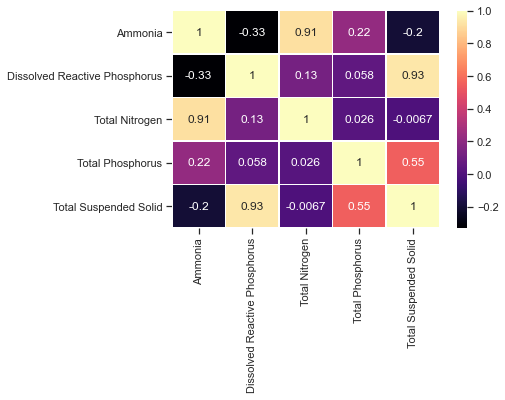 Ammonia 1 -0.33 0.91 0.22 -0.2
Dissolved Reactive Phosphorus -0.33 1 0.13 0.058 0.93
Total Nitrogen 0.91 0.13 1 0.026 -0.0067
Total Phosphorus 0.22 0.058 0.026 1 0.55
Total Suspended Solid -0.2 0.93 -0.0067 0.55 1
Ammonia
Dissolved Reactive Phosphorus
Total Nitrogen
Total Phosphorus
Total Suspended Solid
1.0
0.8
0.6
0.4
0.2
0.0
−0.2